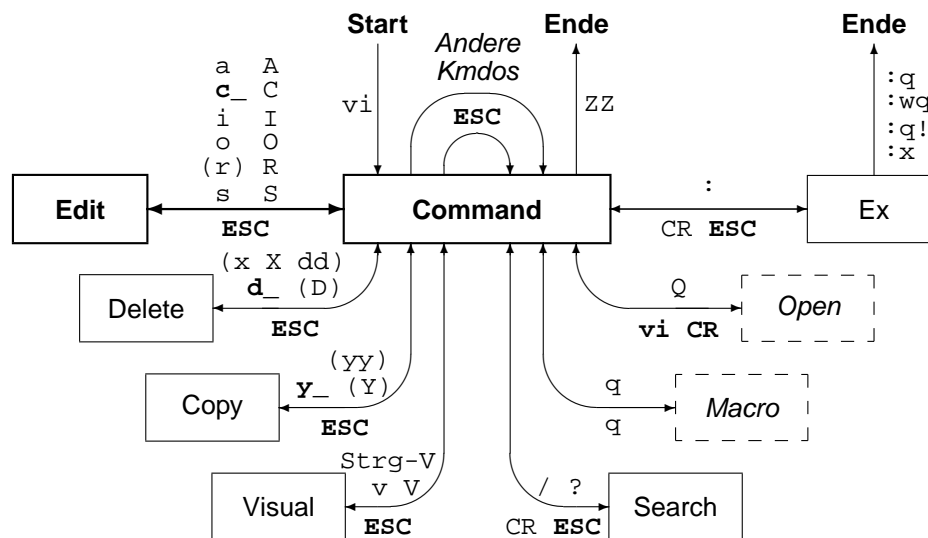 Start
Andere
Kmdos
Ende
Ende
a A
c_ C
i I
o O
(r) R
s S
vi
ESC
ZZ
:q
:wq
:q!
:x
Edit
ESC
Command
:
CR ESC
Ex
(x X dd)
d_ (D)
Delete
ESC
Q
vi CR
Open
(yy)
y_ (Y)
Copy
ESC
q
q
Macro
Strg-V
v V
Visual
ESC
/ ?
CR ESC
Search